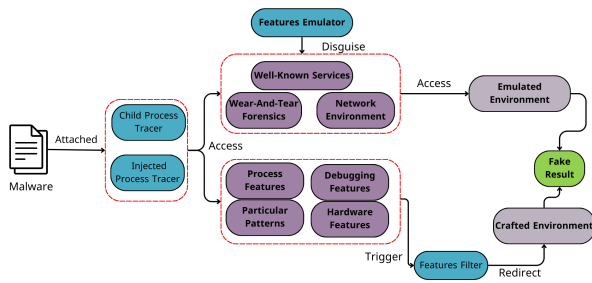 Features Emulator
Disguise
Well-Known Services
Wear-And-Tear
Forensics
Network
Environment
Access
Emulated
Environment
Child Process
Tracer
Attached
Injected
Process Tracer
Malware
Access
Fake
Result
Process
Features
Debugging
Features
Particular
Patterns
Hardware
Features
Crafted Environment
Trigger
Features Filter
Redirect